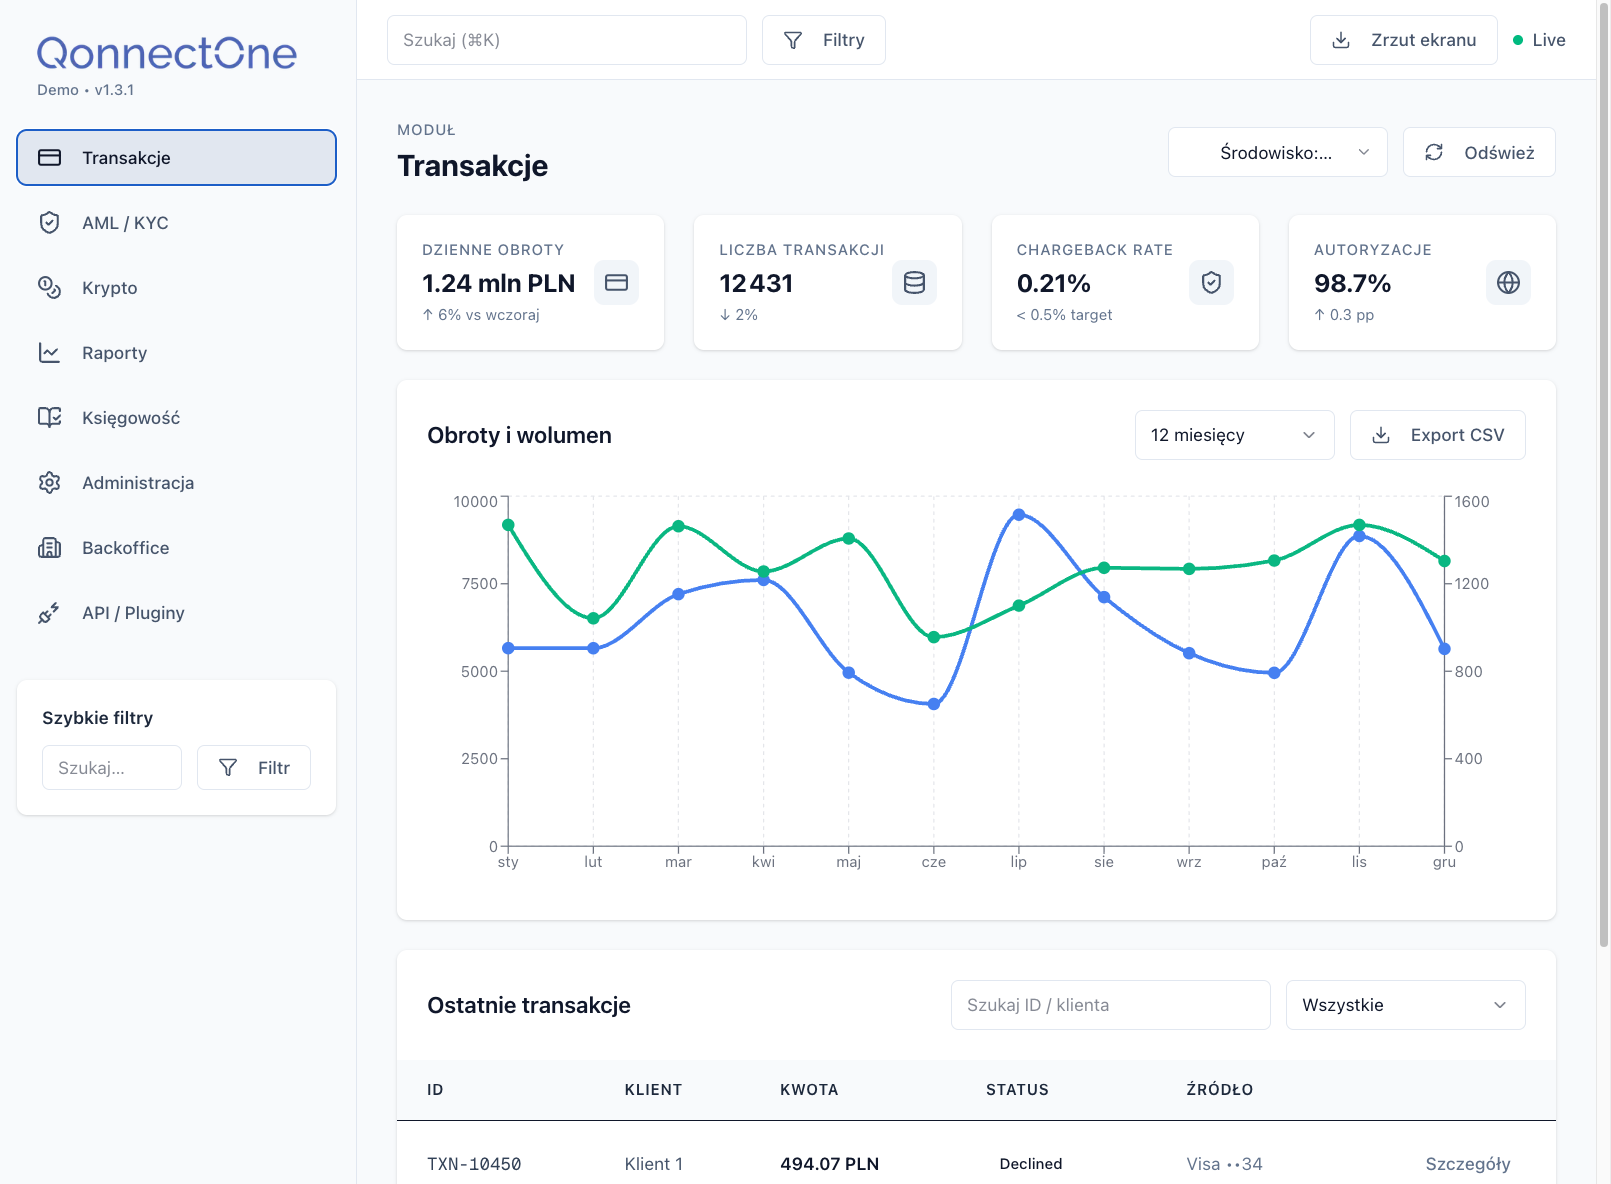 QonnectOne
Demo • v1.3.1
Transakcje
AML / KYC
Krypto
Raporty
Księgowość
Administracja
Backoffice
API / Pluginy
Szybkie filtry
Szukaj...
Filtr
Szukaj (⌘K)
Filtry
Zrzut ekranu
Live
MODUŁ
Transakcje
Środowisko:...
Odśwież
DZIENNE OBROTY
1.24 mln PLN
↑ 6% vs wczoraj
LICZBA TRANSAKCJI
12 431
↓ 2%
CHARGEBACK RATE
0.21%
< 0.5% target
AUTORYZACJE
98.7%
↑ 0.3 pp
Obroty i wolumen
12 miesięcy
Export CSV
10000
7500
5000
2500
0
1600
1200
800
400
0
sty lut mar kwi maj cze lip sie wrz paź lis gru
Ostatnie transakcje
Szukaj ID / klienta
Wszystkie
ID KLIENT KWOTA STATUS ŹRÓDŁO
TXN-10450 Klient 1 494.07 PLN Declined Visa ••34 Szczegóły